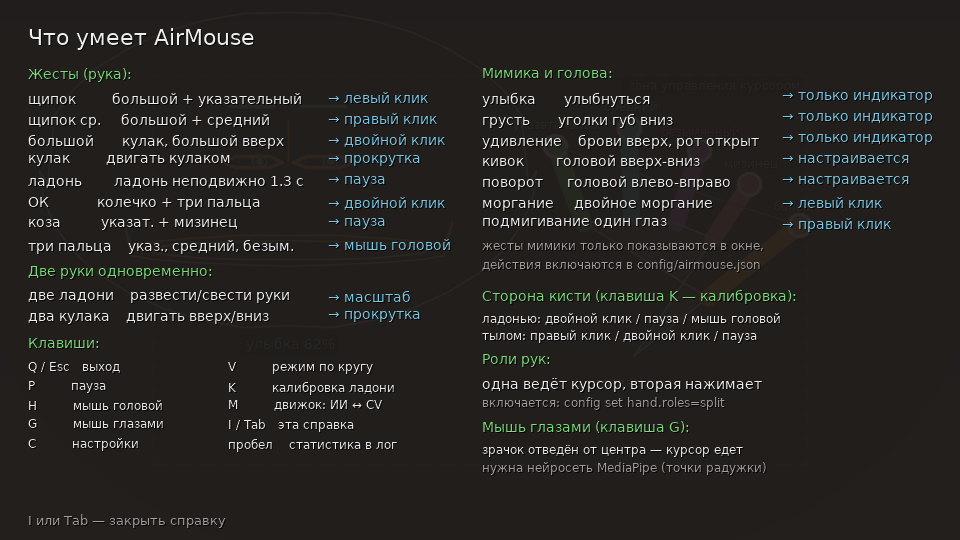 Что умеет AirMouse
Жесты (рука):
щипок большой + указательный → левый клик
щипок ср. большой + средний → правый клик
большой кулак, большой вверх → двойной клик
кулак двигать кулаком → прокрутка
ладонь ладонь неподвижно 1.3 с → пауза
ОК колечко + три пальца → двойной клик
коза указат. + мизинец → пауза
три пальца указ., средний, безым. → мышь головой
Две руки одновременно:
две ладони развести/свести руки → масштаб
два кулака двигать вверх/вниз → прокрутка
Клавиши:
Q / Esc выход V режим по кругу
P пауза K калибровка ладони
H мышь головой M движок: ИИ ↔ CV
G мышь глазами I / Tab эта справка
C настройки пробел статистика в лог
Мимика и голова:
улыбка улыбнуться → только индикатор
грусть уголки губ вниз → только индикатор
удивление брови вверх, рот открыт → только индикатор
кивок головой вверх-вниз → настраивается
поворот головой влево-вправо → настраивается
моргание двойное моргание → левый клик
подмигивание один глаз → правый клик
жесты мимики только показываются в окне,
действия включаются в config/airmouse.json
Сторона кисти (клавиша K — калибровка):
ладонью: двойной клик / пауза / мышь головой
тылом: правый клик / двойной клик / пауза
Роли рук:
одна ведёт курсор, вторая нажимает
включается: config set hand.roles=split
Мышь глазами (клавиша G):
зрачок отведён от центра — курсор едет
нужна нейросеть MediaPipe (точки радужки)
улыбка 62%
I или Tab — закрыть справку